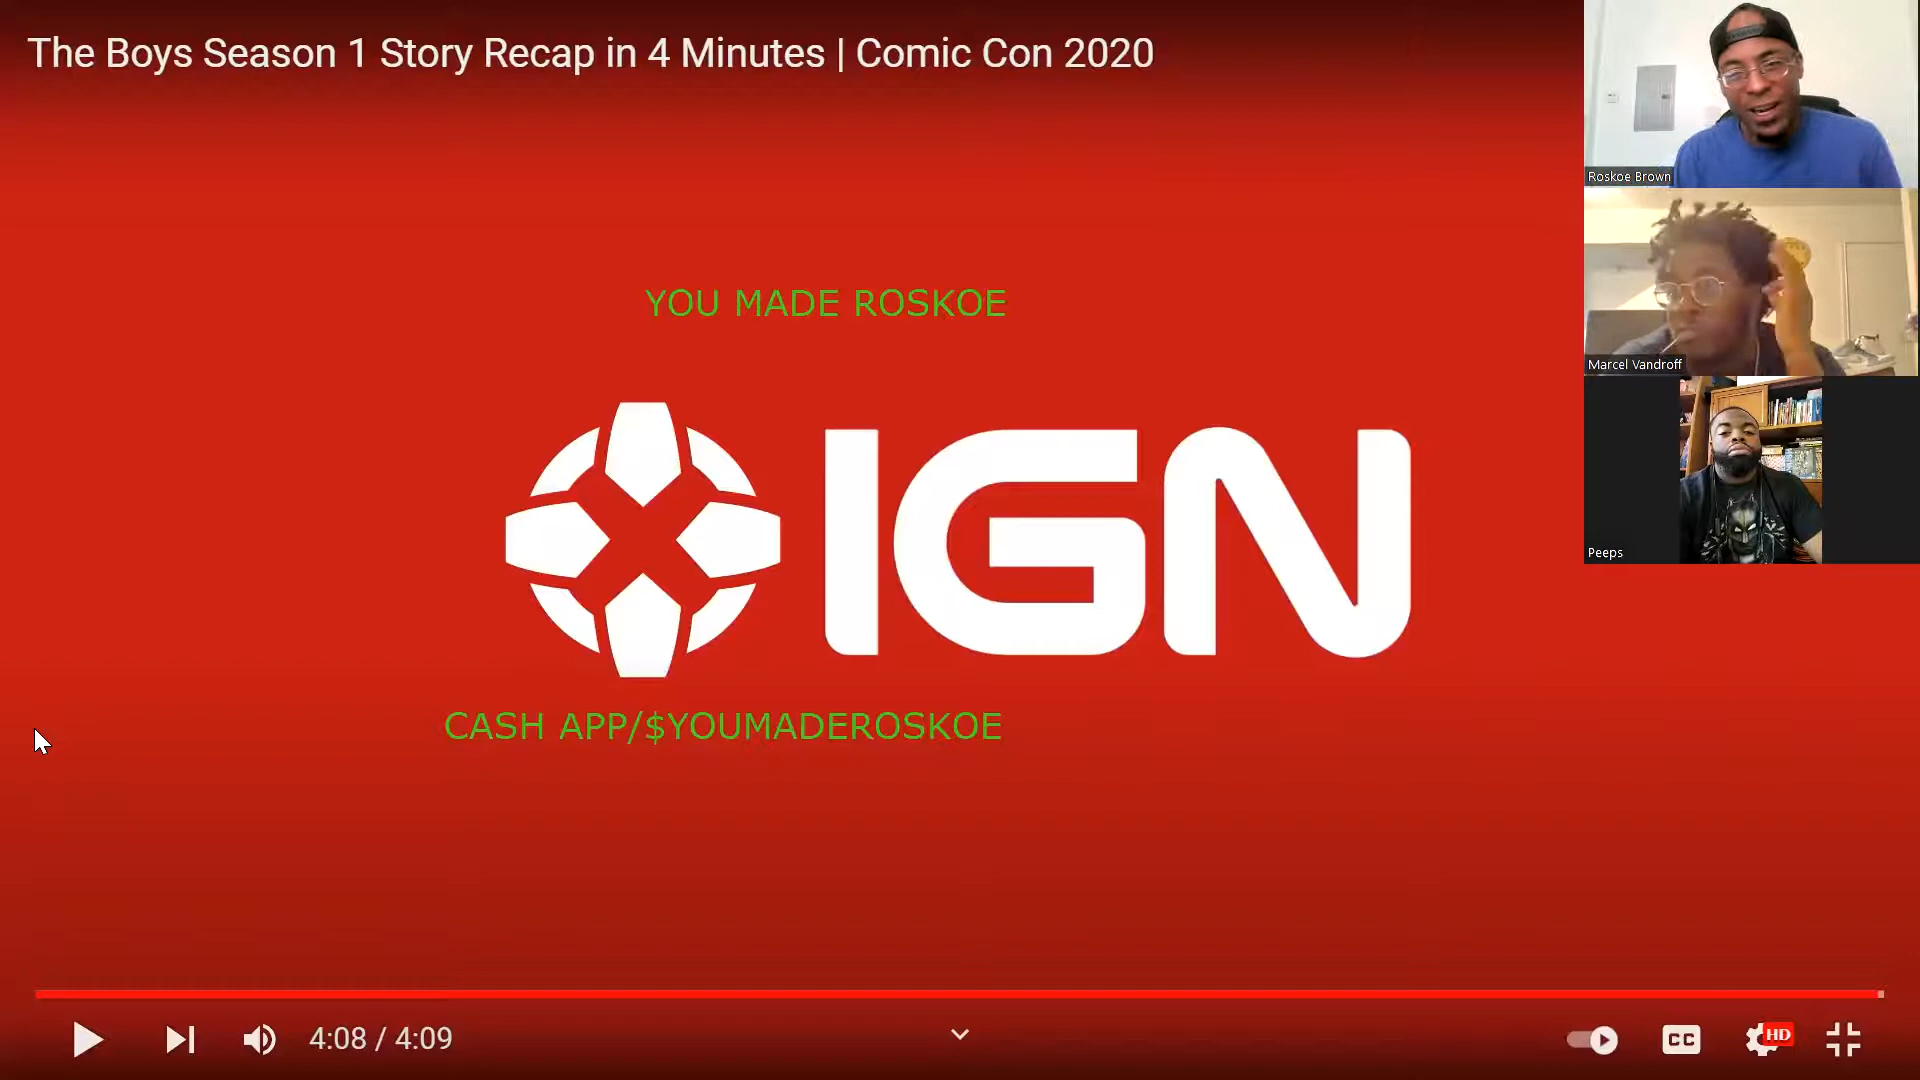 The Boys Season 1 Story Recap in 4 Minutes | Comic Con 2020
Roskoe Brown
YOU MADE ROSKOE
Marcel Vandroff
IGN
Peeps
CASH APP/$YOUMADEROSKOE
4:08 / 4:09
CC
HD